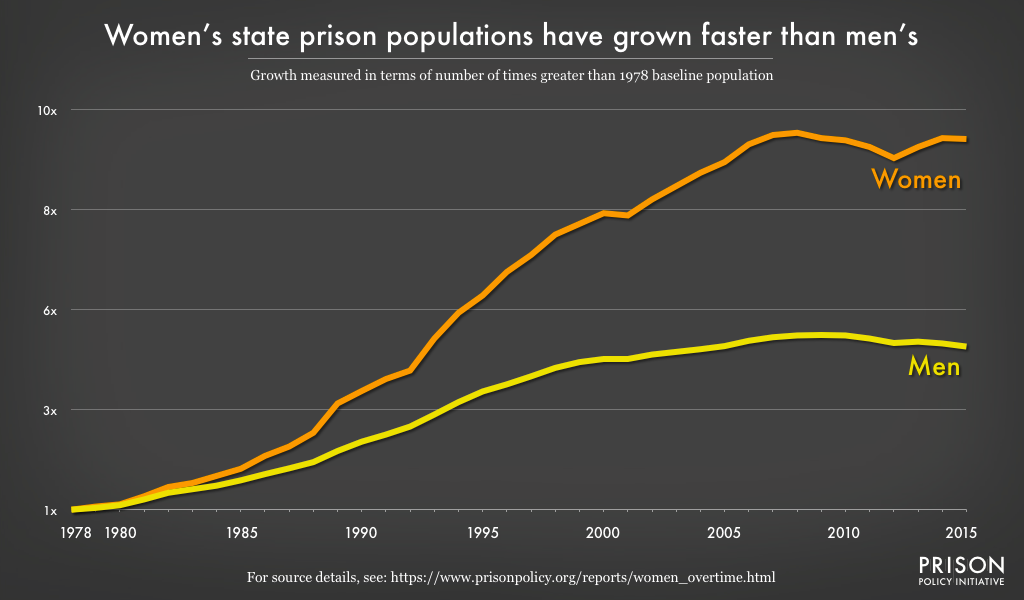 Women’s state prison populations have grown faster than men’s
Growth measured in terms of number of times greater than 1978 baseline population
10x
8x
Women
6x
Men
3x
1x
1978 1980 1985 1990 1995 2000 2005 2010 2015
For source details, see: https://www.prisonpolicy.org/reports/women_overtime.html
PRISON
POLICY INITIATIVE